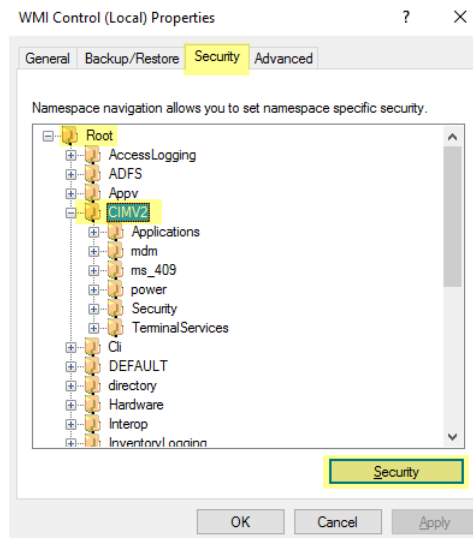 WMI Control (Local) Properties ? ×
General Backup/Restore Security Advanced
Namespace navigation allows you to set namespace specific security.
Root
AccessLogging
ADFS
Appv
CIMV2
Applications
mdm
ms_409
power
Security
TerminalServices
Cli
DEFAULT
directory
Hardware
Interop
InventoryLogging
Security
OK Cancel Apply